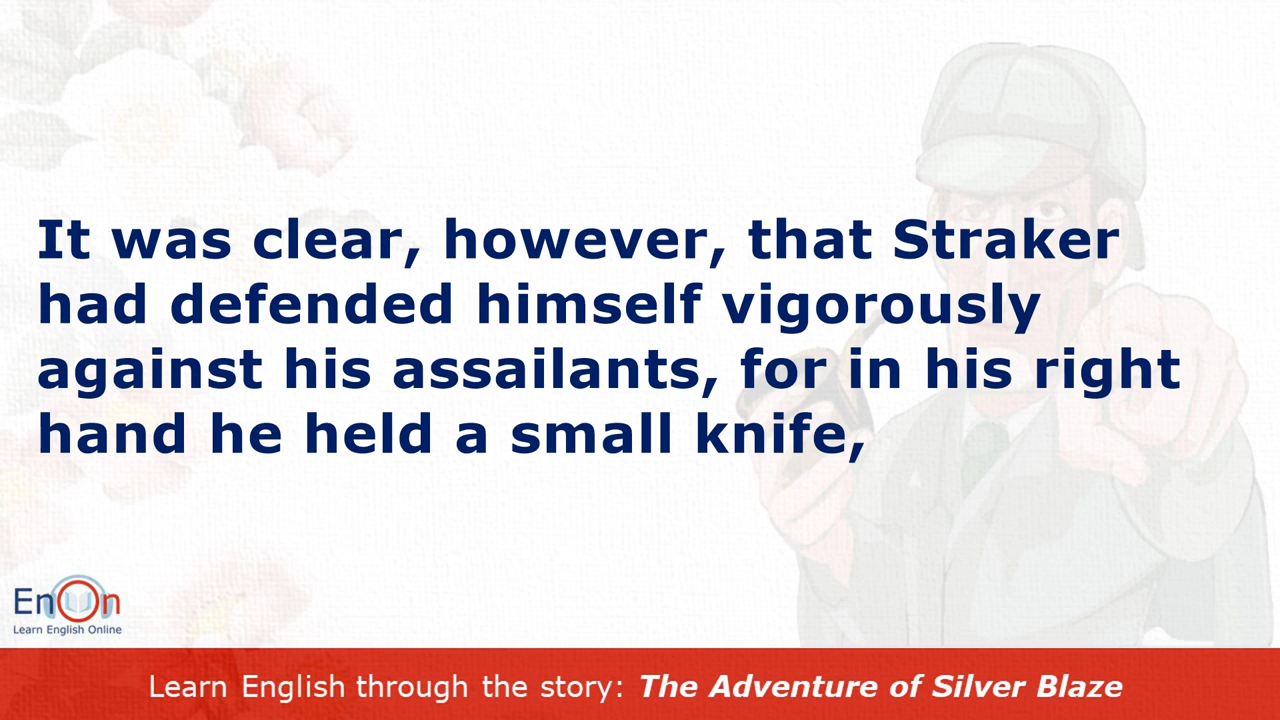 It was clear, however, that Straker
had defended himself vigorously
against his assailants, for in his right
hand he held a small knife,
EnOn
Learn English Online
Learn English through the story: The Adventure of Silver Blaze